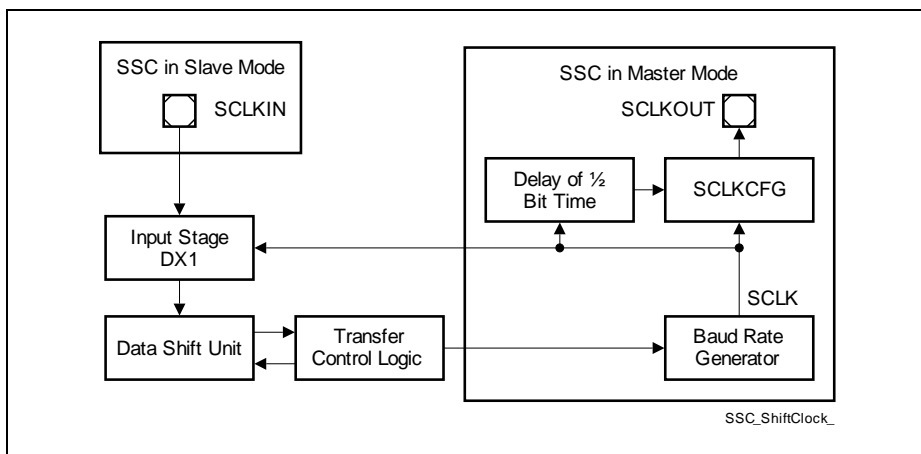 SSC in Slave Mode
SCLKIN
SSC in Master Mode
SCLKOUT
Delay of ½
Bit Time
SCLKCFG
Input Stage
DX1
SCLK
Data Shift Unit
Transfer
Control Logic
Baud Rate
Generator
SSC_ShiftClock_